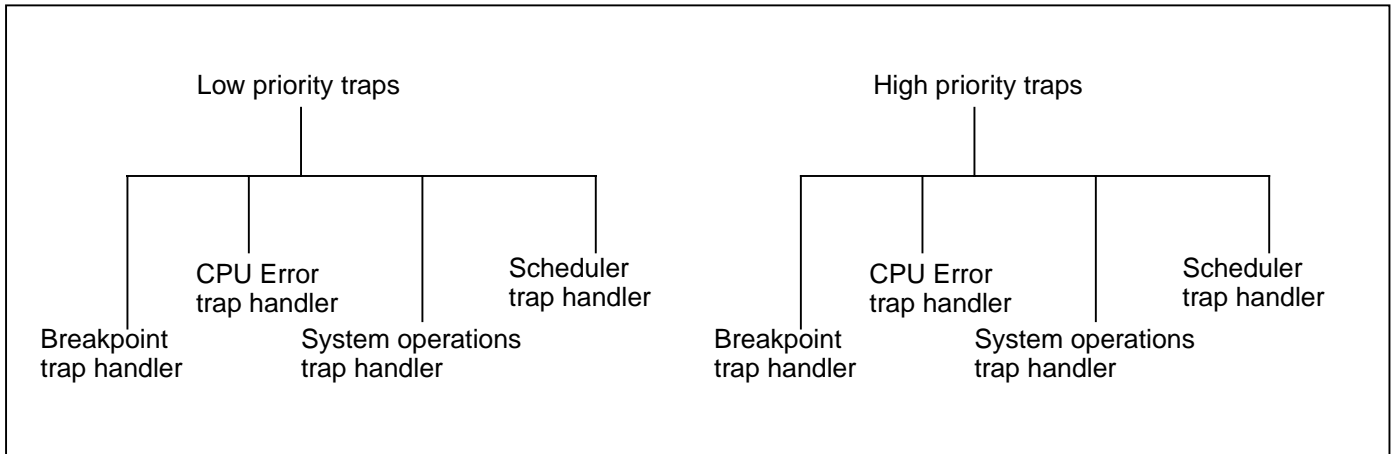 Low priority traps
Breakpoint
trap handler
CPU Error
trap handler
System operations
trap handler
Scheduler
trap handler
High priority traps
Breakpoint
trap handler
CPU Error
trap handler
System operations
trap handler
Scheduler
trap handler